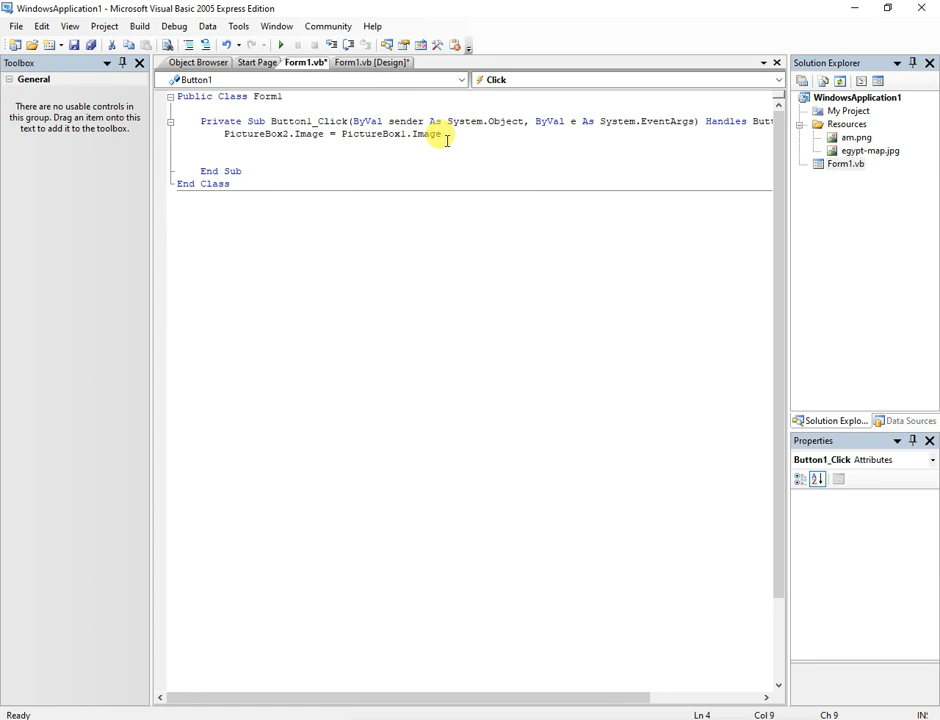 WindowsApplication1 - Microsoft Visual Basic 2005 Express Edition
File Edit View Project Build Debug Data Tools Window Community Help
Toolbox
General
There are no usable controls in
this group. Drag an item onto this
text to add it to the toolbox.
Object Browser Start Page Form1.vb* Form1.vb [Design]*
Button1 Click
Public Class Form1
Private Sub Button1_Click(ByVal sender As System.Object, ByVal e As System.EventArgs) Handles But
PictureBox2.Image = PictureBox1.Image
End Sub
End Class
Solution Explorer
WindowsApplication1
My Project
Resources
am.png
egypt-map.jpg
Form1.vb
Solution Explo... Data Sources
Properties
Button1_Click Attributes
Ready Ln 4 Col 9 Ch 9 IN